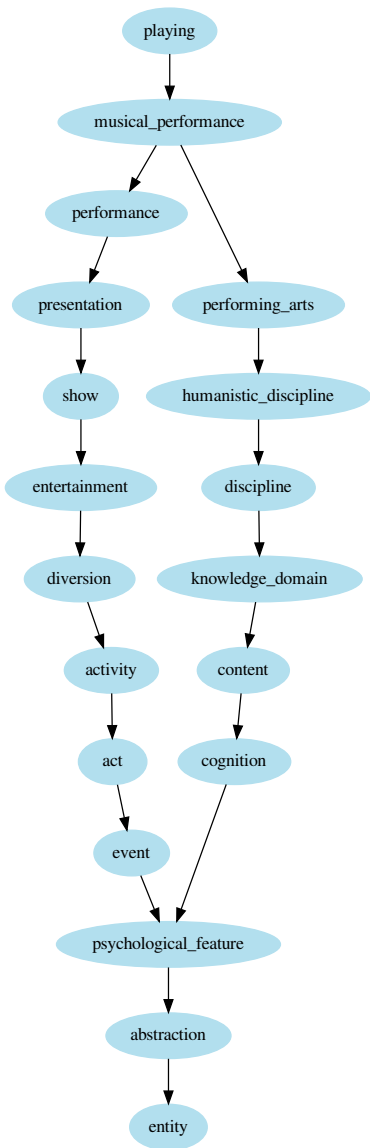 playing
musical_performance
performance
presentation
performing_arts
show
humanistic_discipline
entertainment
discipline
diversion
knowledge_domain
activity
content
act
cognition
event
psychological_feature
abstraction
entity